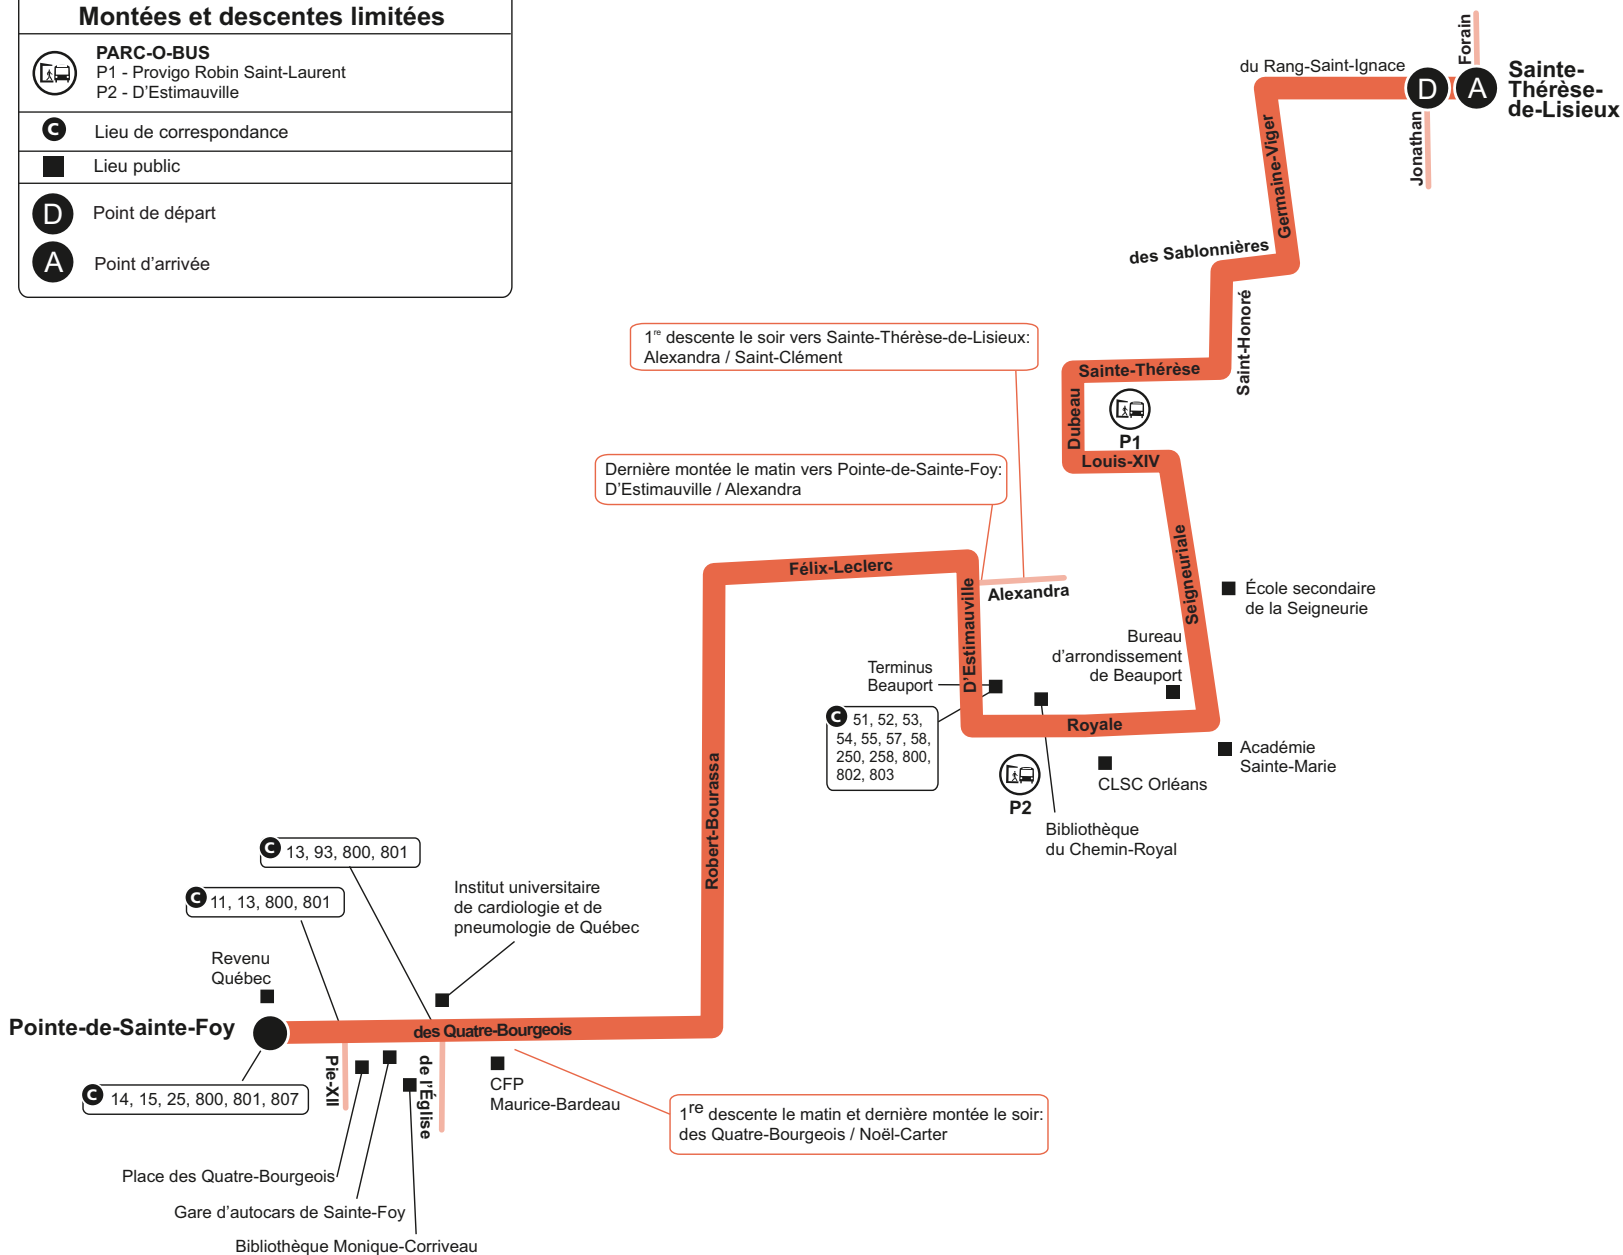 Montées et descentes limitées
PARC-O-BUS
P1 - Provigo Robin Saint-Laurent
P2 - D'Estimauville
C Lieu de correspondance
Lieu public
D Point de départ
A Point d'arrivée
du Rang-Saint-Ignace
Forain
D
A
Sainte-
Thérèse-
de-Lisieux
Jonathan
Germaine-Viger
des Sablonnières
Saint-Honoré
1re descente le soir vers Sainte-Thérèse-de-Lisieux:
Alexandra / Saint-Clément
Sainte-Thérèse
Dubeau
P1
Louis-XIV
Dernière montée le matin vers Pointe-de-Sainte-Foy:
D'Estimauville / Alexandra
Seigneuriale
Félix-Leclerc
Alexandra
D'Estimauville
École secondaire
de la Seigneurie
Bureau
d'arrondissement
de Beauport
Terminus
Beauport
C 51, 52, 53,
54, 55, 57, 58,
250, 258, 800,
802, 803
Royale
Académie
Sainte-Marie
CLSC Orléans
P2
Bibliothèque
du Chemin-Royal
Robert-Bourassa
C 13, 93, 800, 801
C 11, 13, 800, 801
Institut universitaire
de cardiologie et de
pneumologie de Québec
Revenu
Québec
Pointe-de-Sainte-Foy
des Quatre-Bourgeois
Pie-XII
de l'Église
C 14, 15, 25, 800, 801, 807
CFP
Maurice-Bardeau
1re descente le matin et dernière montée le soir:
des Quatre-Bourgeois / Noël-Carter
Place des Quatre-Bourgeois
Gare d'autocars de Sainte-Foy
Bibliothèque Monique-Corriveau